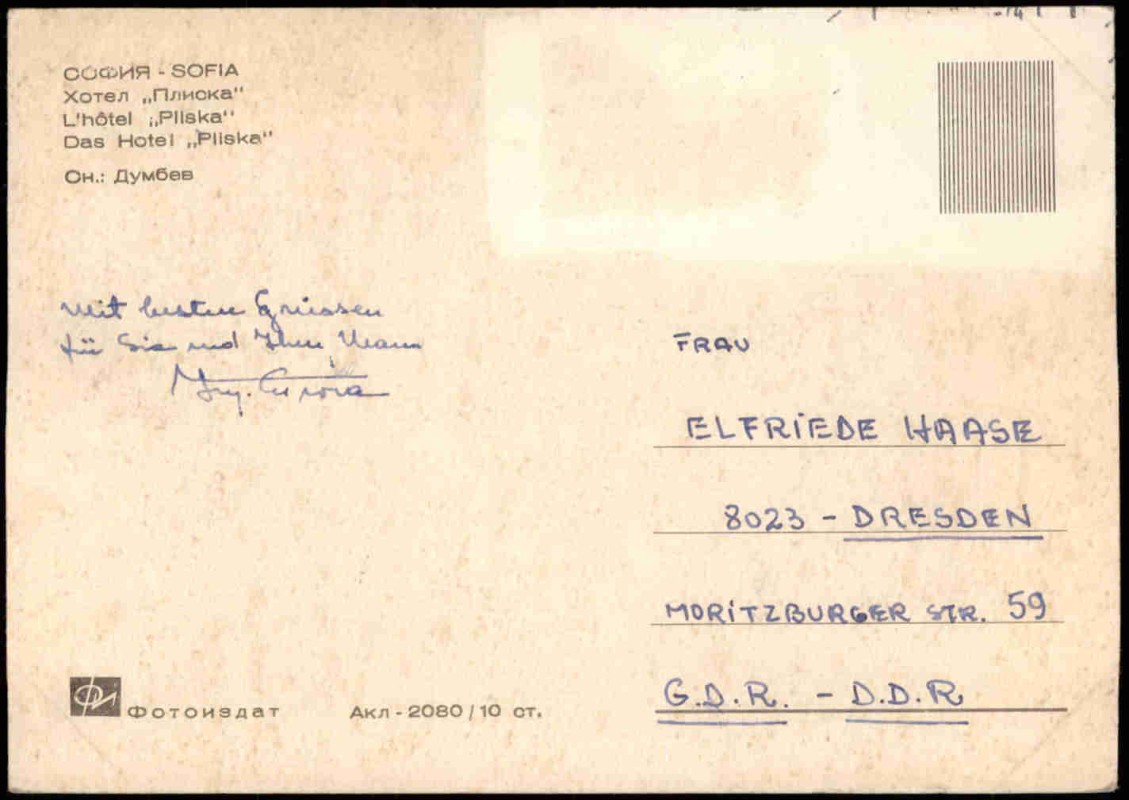 СОФИЯ - SOFIA
Хотел „Плиска“
L'hôtel „Pliska“
Das Hotel „Pliska“
Сн.: Думбев
Mit besten Grüssen
für Sie und Ihren Mann
FRAU
ELFRIEDE HAASE
8023 - DRESDEN
MORITZBURGER STR. 59
G.D.R. - D.D.R
Фотоиздат
Акл - 2080/10 ст.